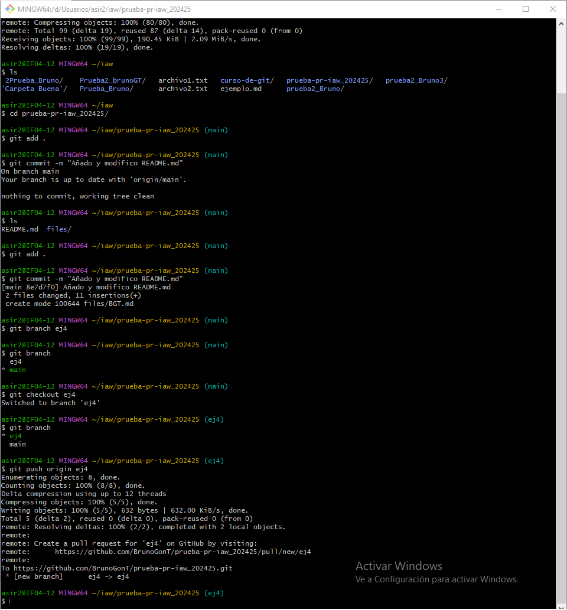 MINGW64:/d/Usuarios/asir2/iaw/prueba-pr-iaw_202425
remote: Compressing objects: 100% (80/80), done.
remote: Total 99 (delta 19), reused 87 (delta 14), pack-reused 0 (from 0)
Receiving objects: 100% (99/99), 190.45 KiB | 2.09 MiB/s, done.
Resolving deltas: 100% (19/19), done.
asir2@IF04-12 MINGW64 ~/iaw
$ ls
2Prueba_Bruno/ Prueba2_brunoGT/ archivo1.txt curso-de-git/ prueba-pr-iaw_202425/ prueba2_Bruno3/
'Carpeta Buena'/ Prueba_Bruno/ archivo2.txt ejemplo.md prueba2_Bruno/
asir2@IF04-12 MINGW64 ~/iaw
$ cd prueba-pr-iaw_202425/
asir2@IF04-12 MINGW64 ~/iaw/prueba-pr-iaw_202425 (main)
$ git add .
asir2@IF04-12 MINGW64 ~/iaw/prueba-pr-iaw_202425 (main)
$ git commit -m "Añado y modifico README.md"
On branch main
Your branch is up to date with 'origin/main'.
nothing to commit, working tree clean
asir2@IF04-12 MINGW64 ~/iaw/prueba-pr-iaw_202425 (main)
$ ls
README.md files/
asir2@IF04-12 MINGW64 ~/iaw/prueba-pr-iaw_202425 (main)
$ git add .
asir2@IF04-12 MINGW64 ~/iaw/prueba-pr-iaw_202425 (main)
$ git commit -m "Añado y modifico README.md"
[main 8e7d7f0] Añado y modifico README.md
2 files changed, 11 insertions(+)
create mode 100644 files/BGT.md
asir2@IF04-12 MINGW64 ~/iaw/prueba-pr-iaw_202425 (main)
$ git branch ej4
asir2@IF04-12 MINGW64 ~/iaw/prueba-pr-iaw_202425 (main)
$ git branch
ej4
* main
asir2@IF04-12 MINGW64 ~/iaw/prueba-pr-iaw_202425 (main)
$ git checkout ej4
Switched to branch 'ej4'
asir2@IF04-12 MINGW64 ~/iaw/prueba-pr-iaw_202425 (ej4)
$ git branch
* ej4
main
asir2@IF04-12 MINGW64 ~/iaw/prueba-pr-iaw_202425 (ej4)
$ git push origin ej4
Enumerating objects: 8, done.
Counting objects: 100% (8/8), done.
Delta compression using up to 12 threads
Compressing objects: 100% (5/5), done.
Writing objects: 100% (5/5), 632 bytes | 632.00 KiB/s, done.
Total 5 (delta 2), reused 0 (delta 0), pack-reused 0 (from 0)
remote: Resolving deltas: 100% (2/2), completed with 2 local objects.
remote:
remote: Create a pull request for 'ej4' on GitHub by visiting:
remote: https://github.com/BrunoGonT/prueba-pr-iaw_202425/pull/new/ej4
remote:
To https://github.com/BrunoGonT/prueba-pr-iaw_202425.git
* [new branch] ej4 -> ej4
asir2@IF04-12 MINGW64 ~/iaw/prueba-pr-iaw_202425 (ej4)
$
Activar Windows
Ve a Configuración para activar Windows.